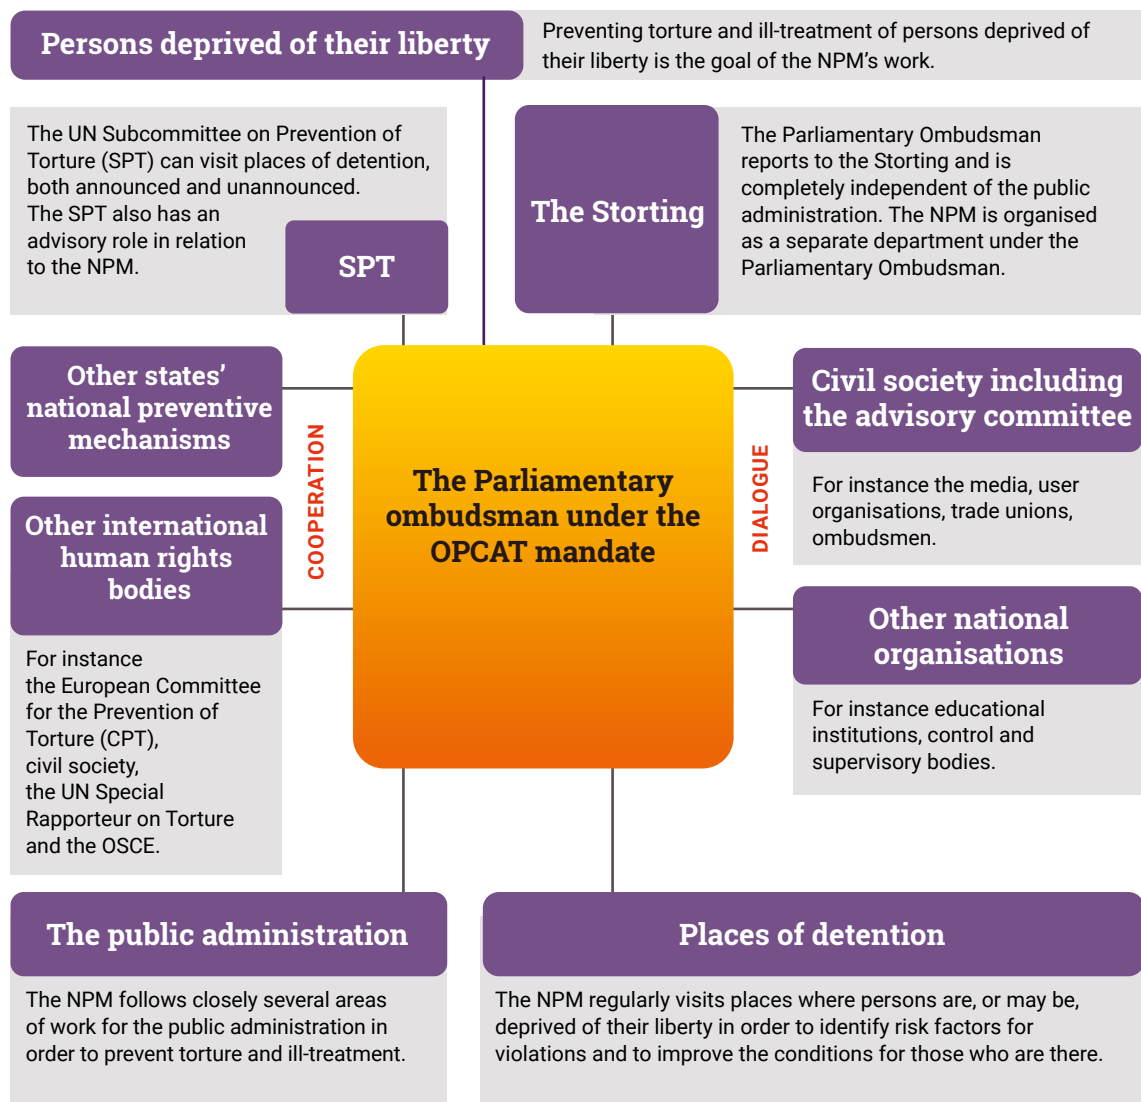 Persons deprived of their liberty
Preventing torture and ill-treatment of persons deprived of
their liberty is the goal of the NPM's work.
The UN Subcommittee on Prevention of
Torture (SPT) can visit places of detention,
both announced and unannounced.
The SPT also has an
advisory role in relation
to the NPM.
SPT
The Storting
The Parliamentary Ombudsman
reports to the Storting and is
completely independent of the public
administration. The NPM is organised
as a separate department under the
Parliamentary Ombudsman.
Other states'
national preventive
mechanisms
Other international
human rights
bodies
For instance
the European Committee
for the Prevention of
Torture (CPT),
civil society,
the UN Special
Rapporteur on Torture
and the OSCE.
COOPERATION
The Parliamentary
ombudsman under the
OPCAT mandate
DIALOGUE
Civil society including
the advisory committee
For instance the media, user
organisations, trade unions,
ombudsmen.
Other national
organisations
For instance educational
institutions, control and
supervisory bodies.
The public administration
The NPM follows closely several areas
of work for the public administration in
order to prevent torture and ill-treatment.
Places of detention
The NPM regularly visits places where persons are, or may be,
deprived of their liberty in order to identify risk factors for
violations and to improve the conditions for those who are there.